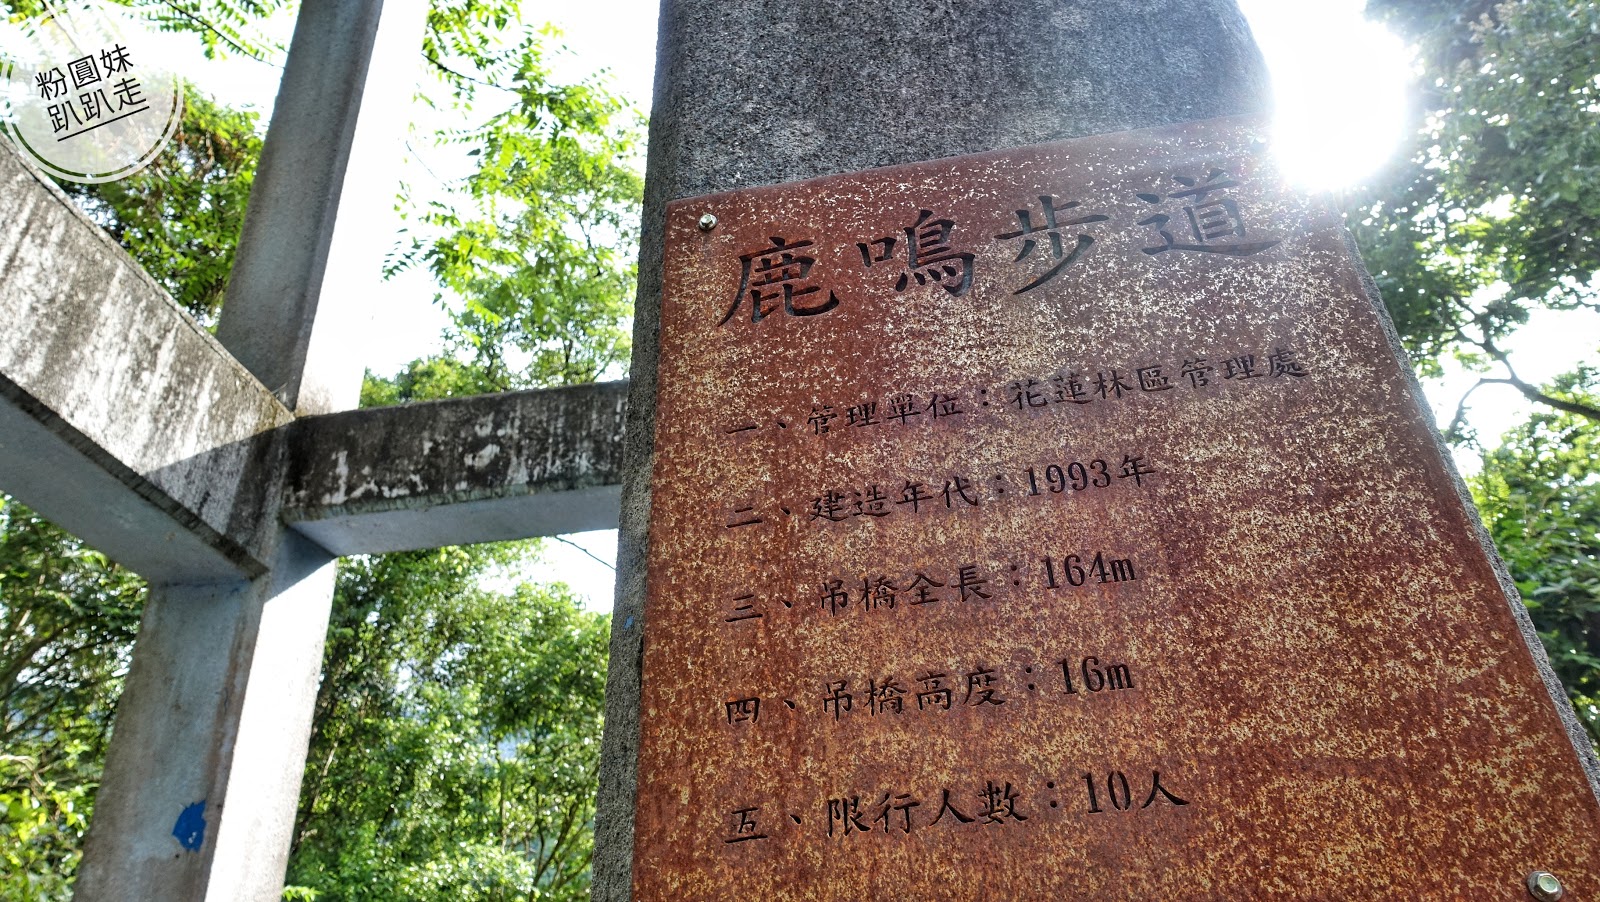 粉圓妹
趴趴走
鹿鳴步道
一、管理單位：花蓮林區管理處
二、建造年代：1993年
三、吊橋全長：164m
四、吊橋高度：16m
五、限行人數：10人